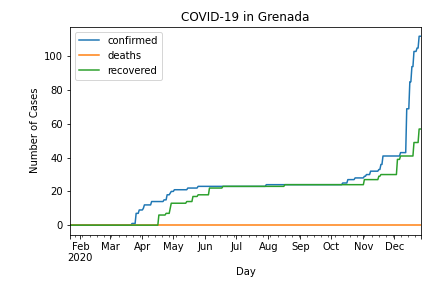 COVID-19 in Grenada
confirmed
deaths
recovered
Number of Cases
100
80
60
40
20
0
Feb Mar Apr May Jun Jul Aug Sep Oct Nov Dec
2020
Day